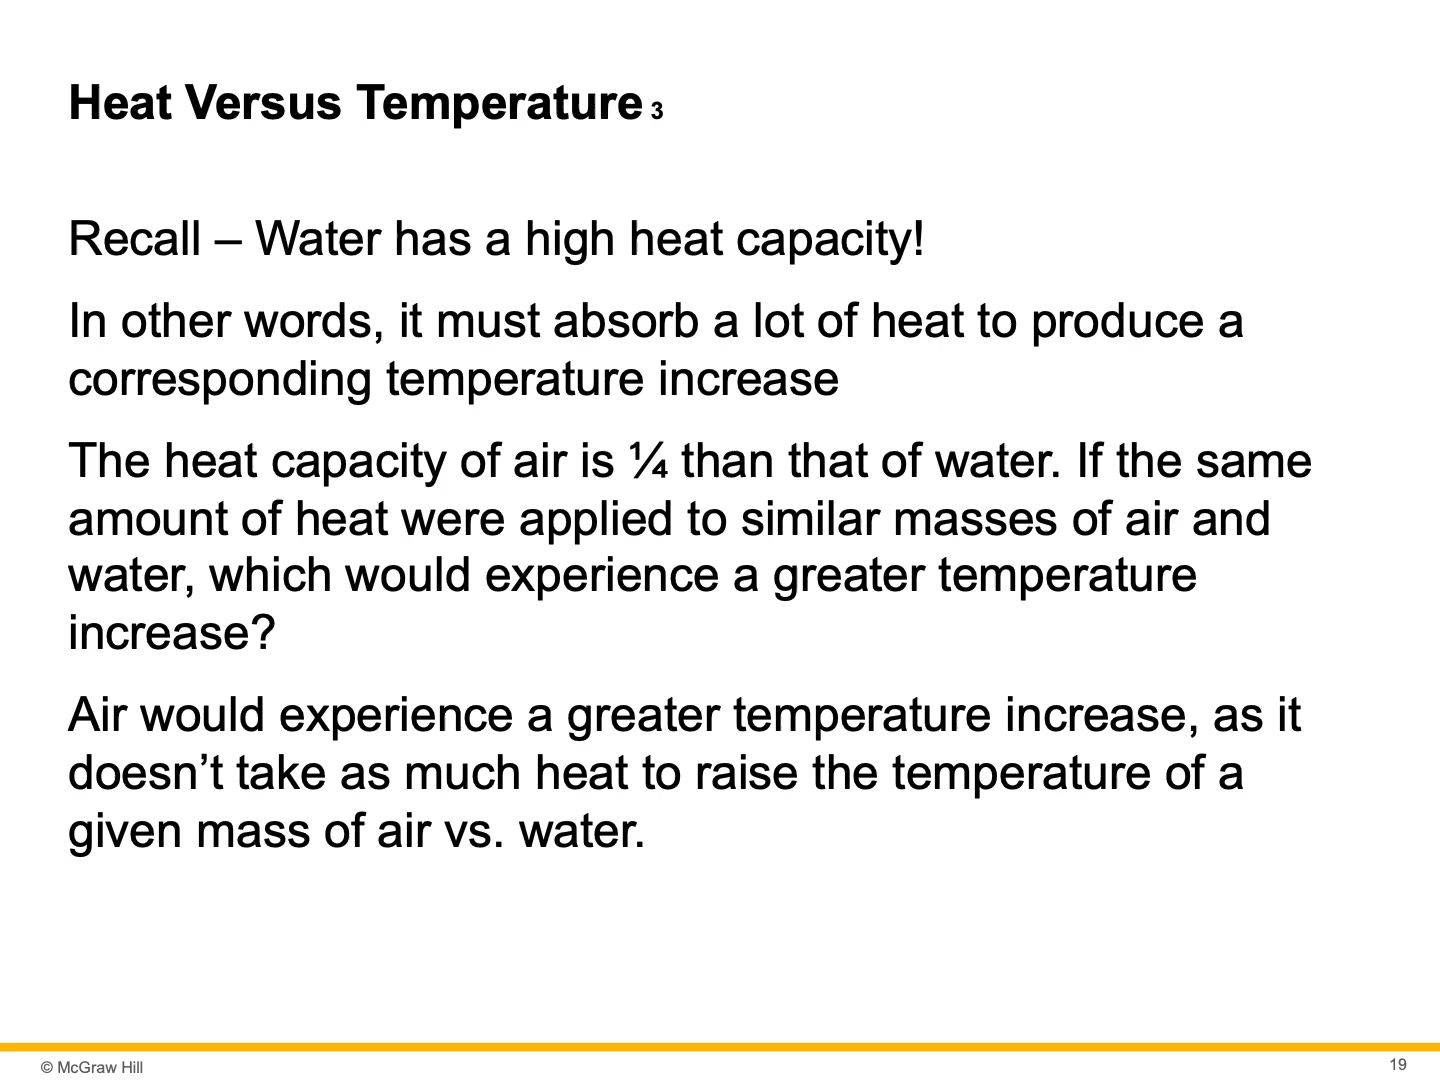 Heat Versus Temperature 3
Recall – Water has a high heat capacity!
In other words, it must absorb a lot of heat to produce a
corresponding temperature increase
The heat capacity of air is ¼ than that of water. If the same
amount of heat were applied to similar masses of air and
water, which would experience a greater temperature
increase?
Air would experience a greater temperature increase, as it
doesn’t take as much heat to raise the temperature of a
given mass of air vs. water.
© McGraw Hill
19